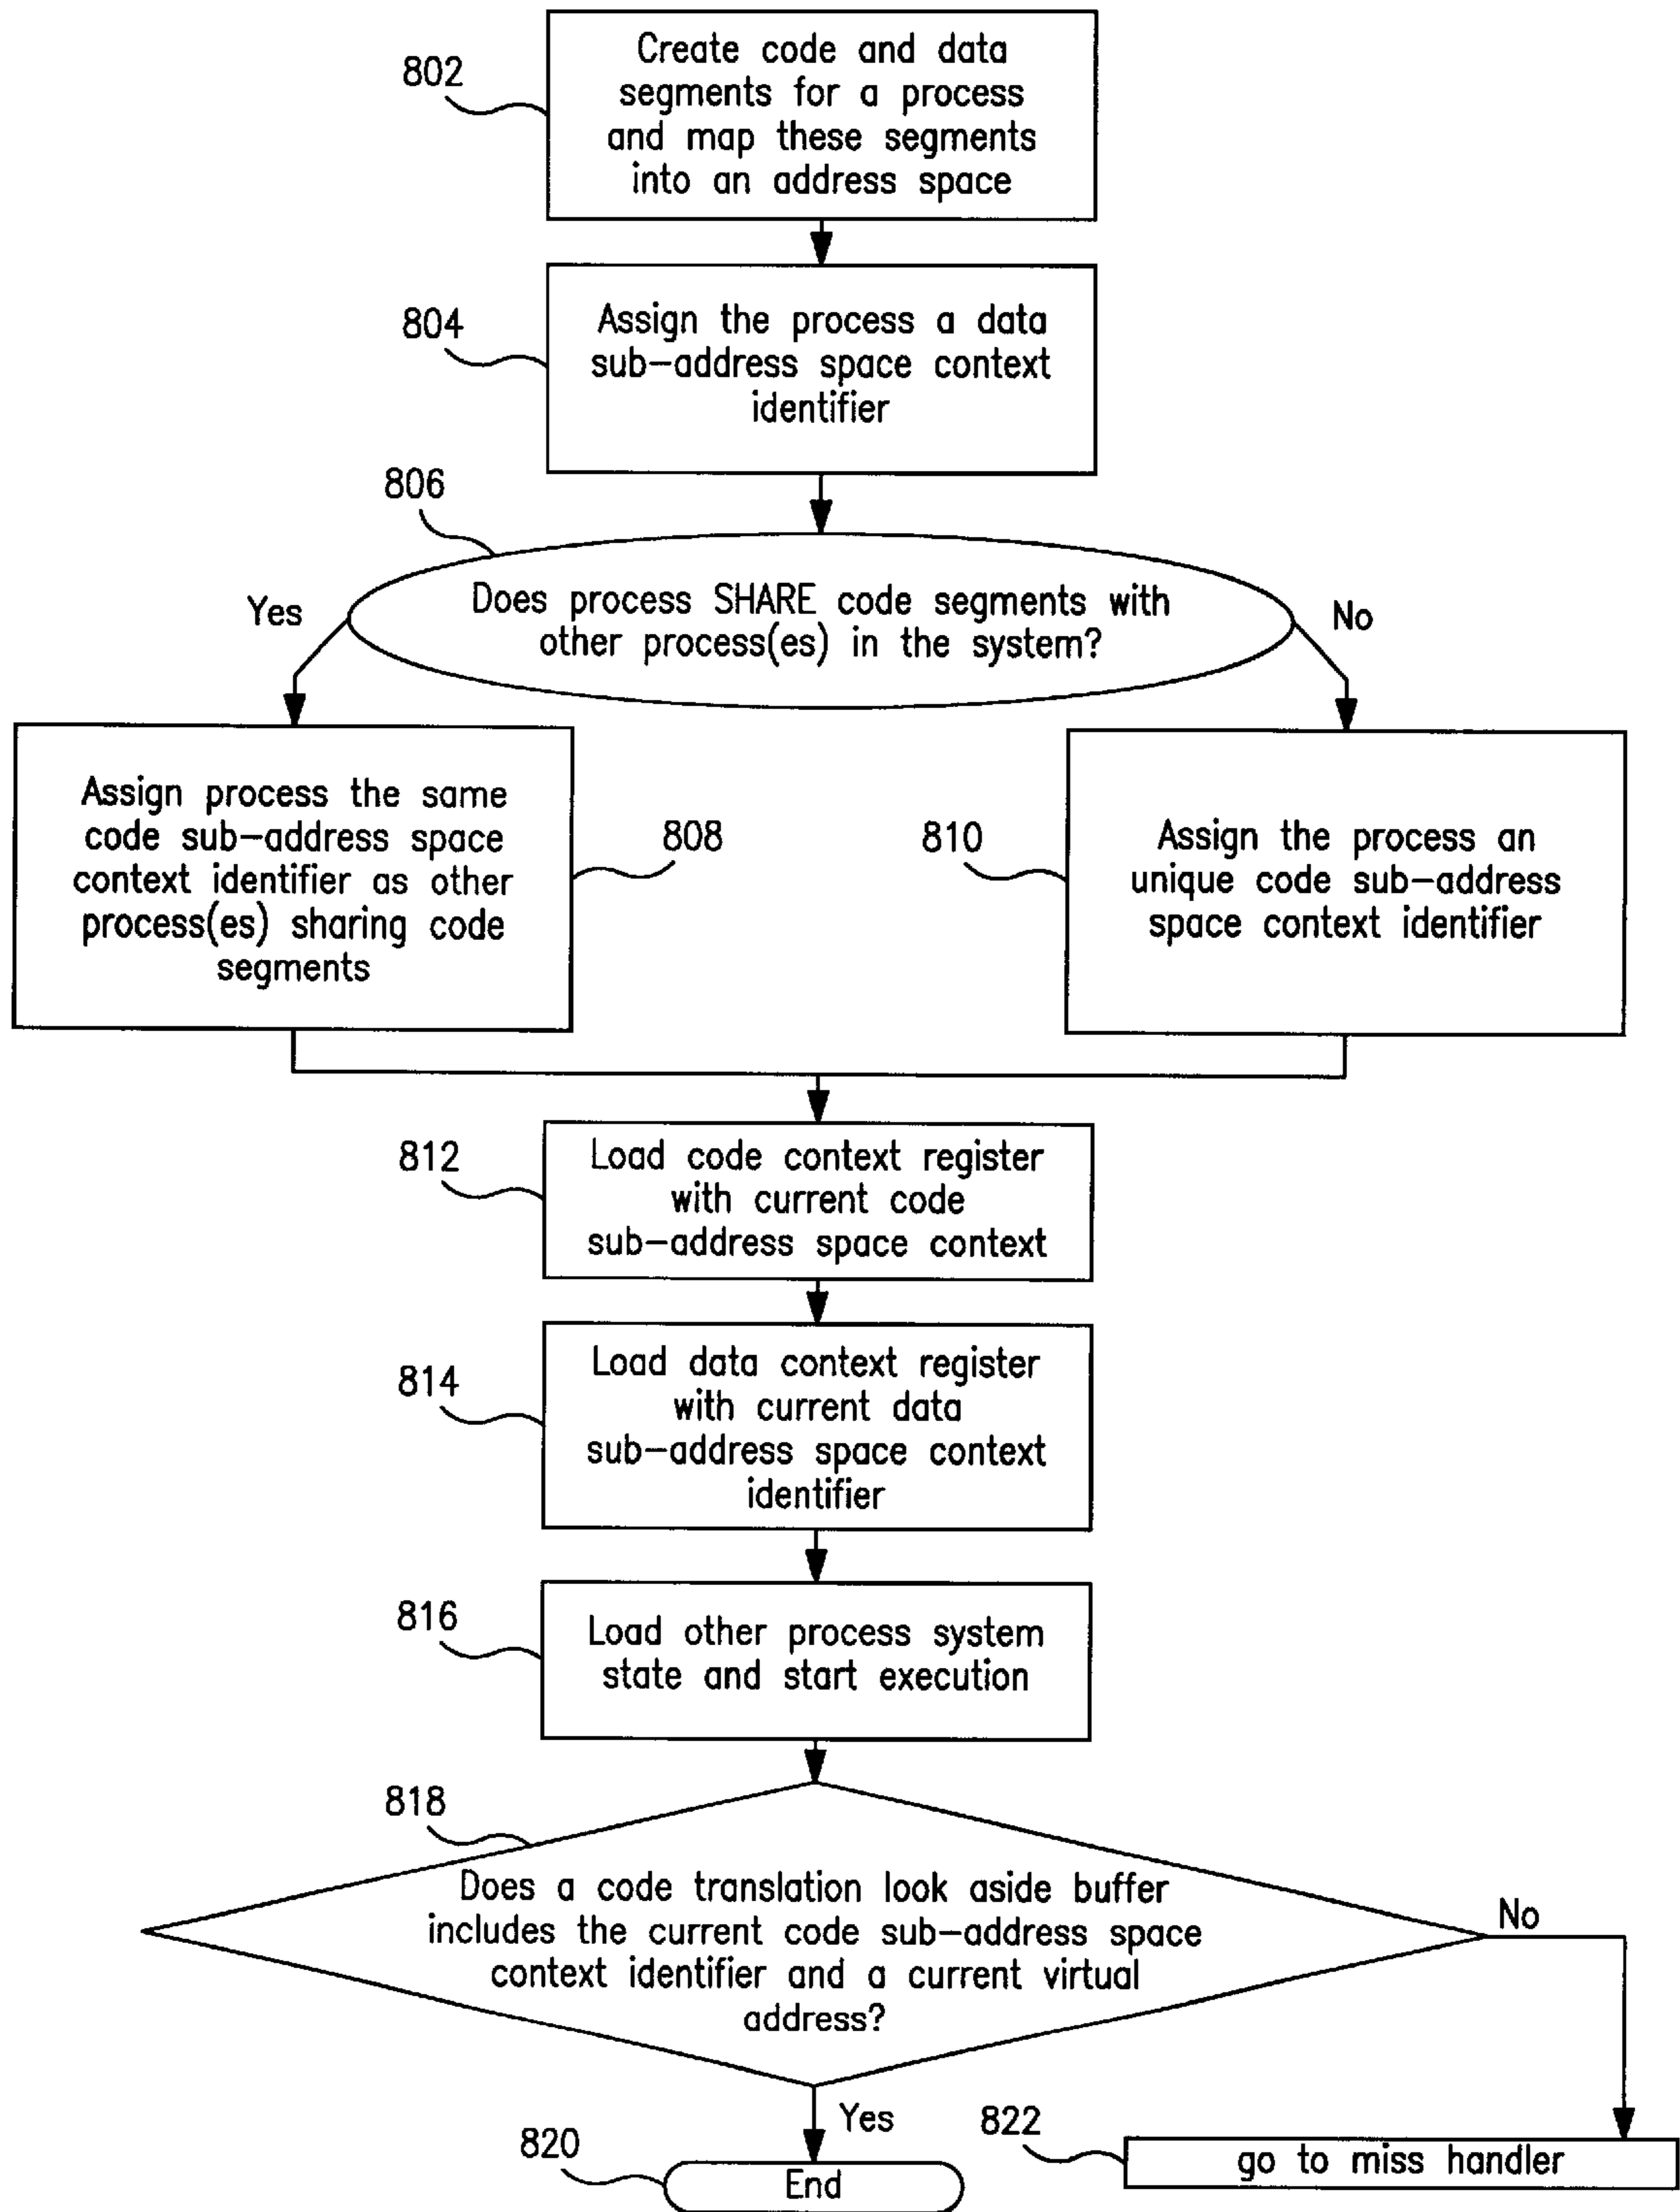 802
Create code and data
segments for a process
and map these segments
into an address space
804
Assign the process a data
sub-address space context
identifier
806
Does process SHARE code segments with
other process(es) in the system?
Yes
No
Assign process the same
code sub-address space
context identifier as other
process(es) sharing code
segments
808
810
Assign the process an
unique code sub-address
space context identifier
812
Load code context register
with current code
sub-address space context
814
Load data context register
with current data
sub-address space context
identifier
816
Load other process system
state and start execution
818
Does a code translation look aside buffer
includes the current code sub-address space
context identifier and a current virtual
address?
No
Yes
820
End
822
go to miss handler